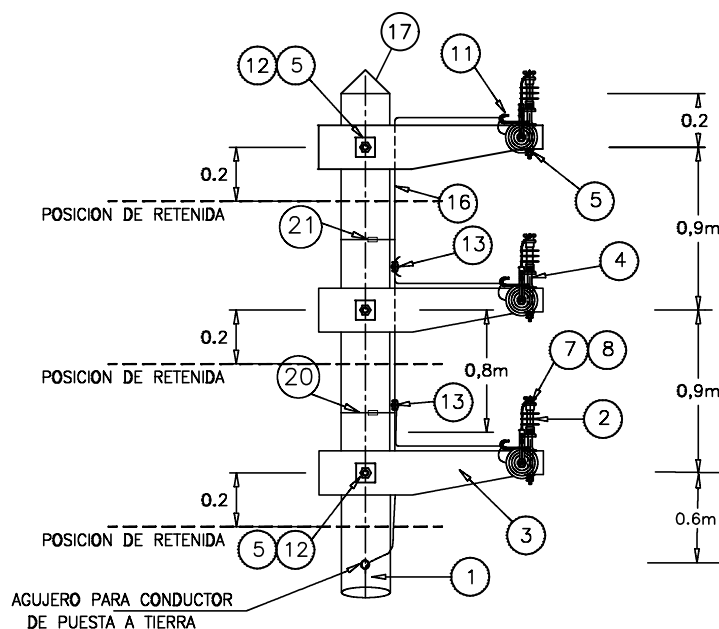 17
12 5
11
0.2
0.2
5
POSICION DE RETENIDA
16
21
13
0,9m
4
0.2
0,8m
7 8
POSICION DE RETENIDA
20
13
2
0,9m
0.2
3
0.6m
POSICION DE RETENIDA
5 12
1
AGUJERO PARA CONDUCTOR
DE PUESTA A TIERRA